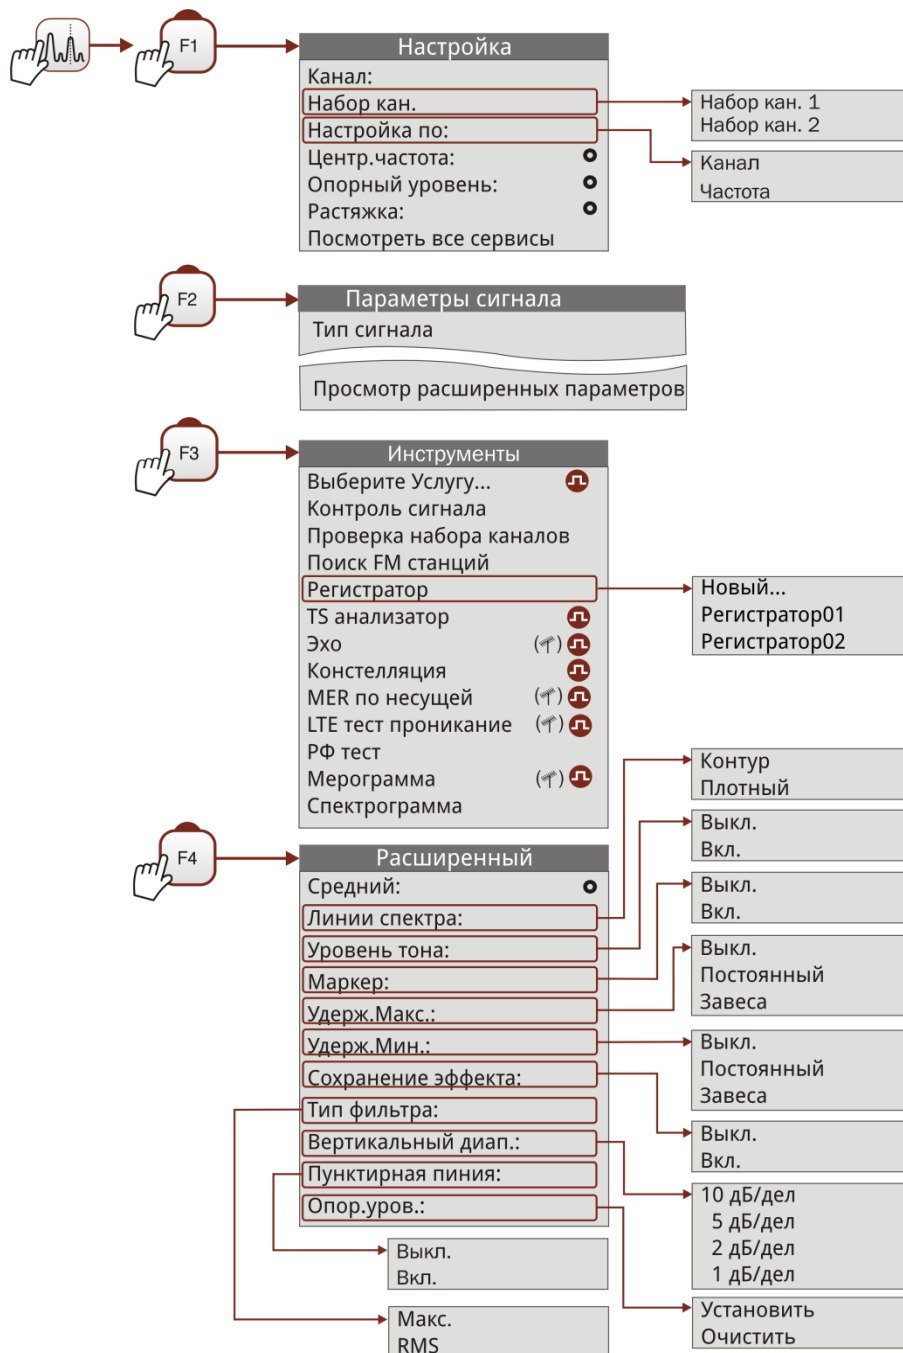 F1
Настройка
Канал:
Набор кан.
Настройка по:
Центр.частота:
Опорный уровень:
Растяжка:
Посмотреть все сервисы
Набор кан. 1
Набор кан. 2
Канал
Частота
F2
Параметры сигнала
Тип сигнала
Просмотр расширенных параметров
F3
Инструменты
Выберите Услугу...
Контроль сигнала
Проверка набора каналов
Поиск FM станций
Регистратор
TS анализатор
Эхо
Констелляция
MER по несущей
LTE тест проникание
РФ тест
Мерограмма
Спектрограмма
Новый...
Регистратор01
Регистратор02
F4
Расширенный
Средний:
Линии спектра:
Уровень тона:
Маркер:
Удерж.Макс.:
Удерж.Мин.:
Сохранение эффекта:
Тип фильтра:
Вертикальный диап.:
Пунктирная пиния:
Опор.уров.:
Контур
Плотный
Выкл.
Вкл.
Выкл.
Вкл.
Выкл.
Постоянный
Завеса
Выкл.
Постоянный
Завеса
Выкл.
Вкл.
10 дБ/дел
5 дБ/дел
2 дБ/дел
1 дБ/дел
Установить
Очистить
Выкл.
Вкл.
Макс.
RMS